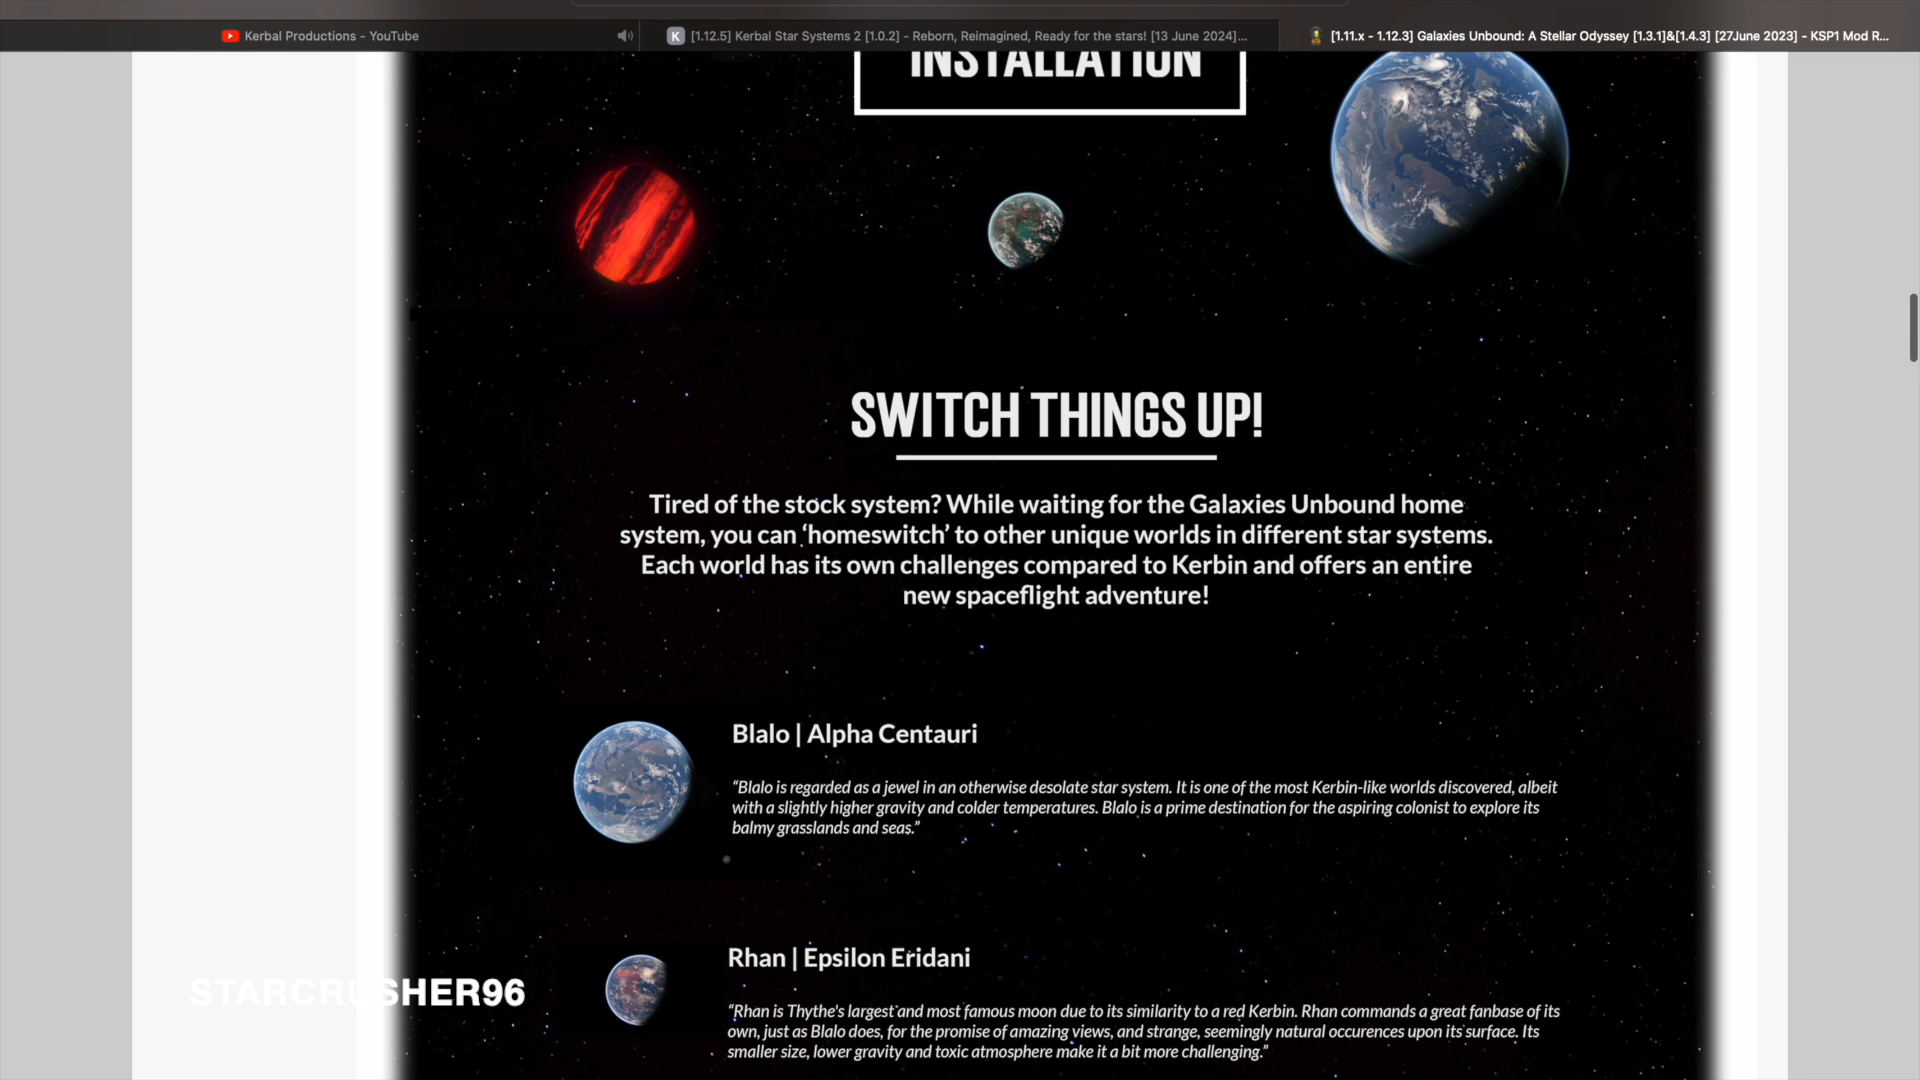 Kerbal Productions - YouTube
K [1.12.5] Kerbal Star Systems 2 [1.0.2] - Reborn, Reimagined, Ready for the stars! [13 June 2024]...
[1.11.x - 1.12.3] Galaxies Unbound: A Stellar Odyssey [1.3.1]&[1.4.3] [27June 2023] - KSP1 Mod R...
INSTALLATION
SWITCH THINGS UP!
Tired of the stock system? While waiting for the Galaxies Unbound home
system, you can ‘homeswitch’ to other unique worlds in different star systems.
Each world has its own challenges compared to Kerbin and offers an entire
new spaceflight adventure!
Blalo | Alpha Centauri
“Blalo is regarded as a jewel in an otherwise desolate star system. It is one of the most Kerbin-like worlds discovered, albeit
with a slightly higher gravity and colder temperatures. Blalo is a prime destination for the aspiring colonist to explore its
balmy grasslands and seas.”
Rhan | Epsilon Eridani
“Rhan is Thythe's largest and most famous moon due to its similarity to a red Kerbin. Rhan commands a great fanbase of its
own, just as Blalo does, for the promise of amazing views, and strange, seemingly natural occurences upon its surface. Its
smaller size, lower gravity and toxic atmosphere make it a bit more challenging.”
STARCRUSHER96